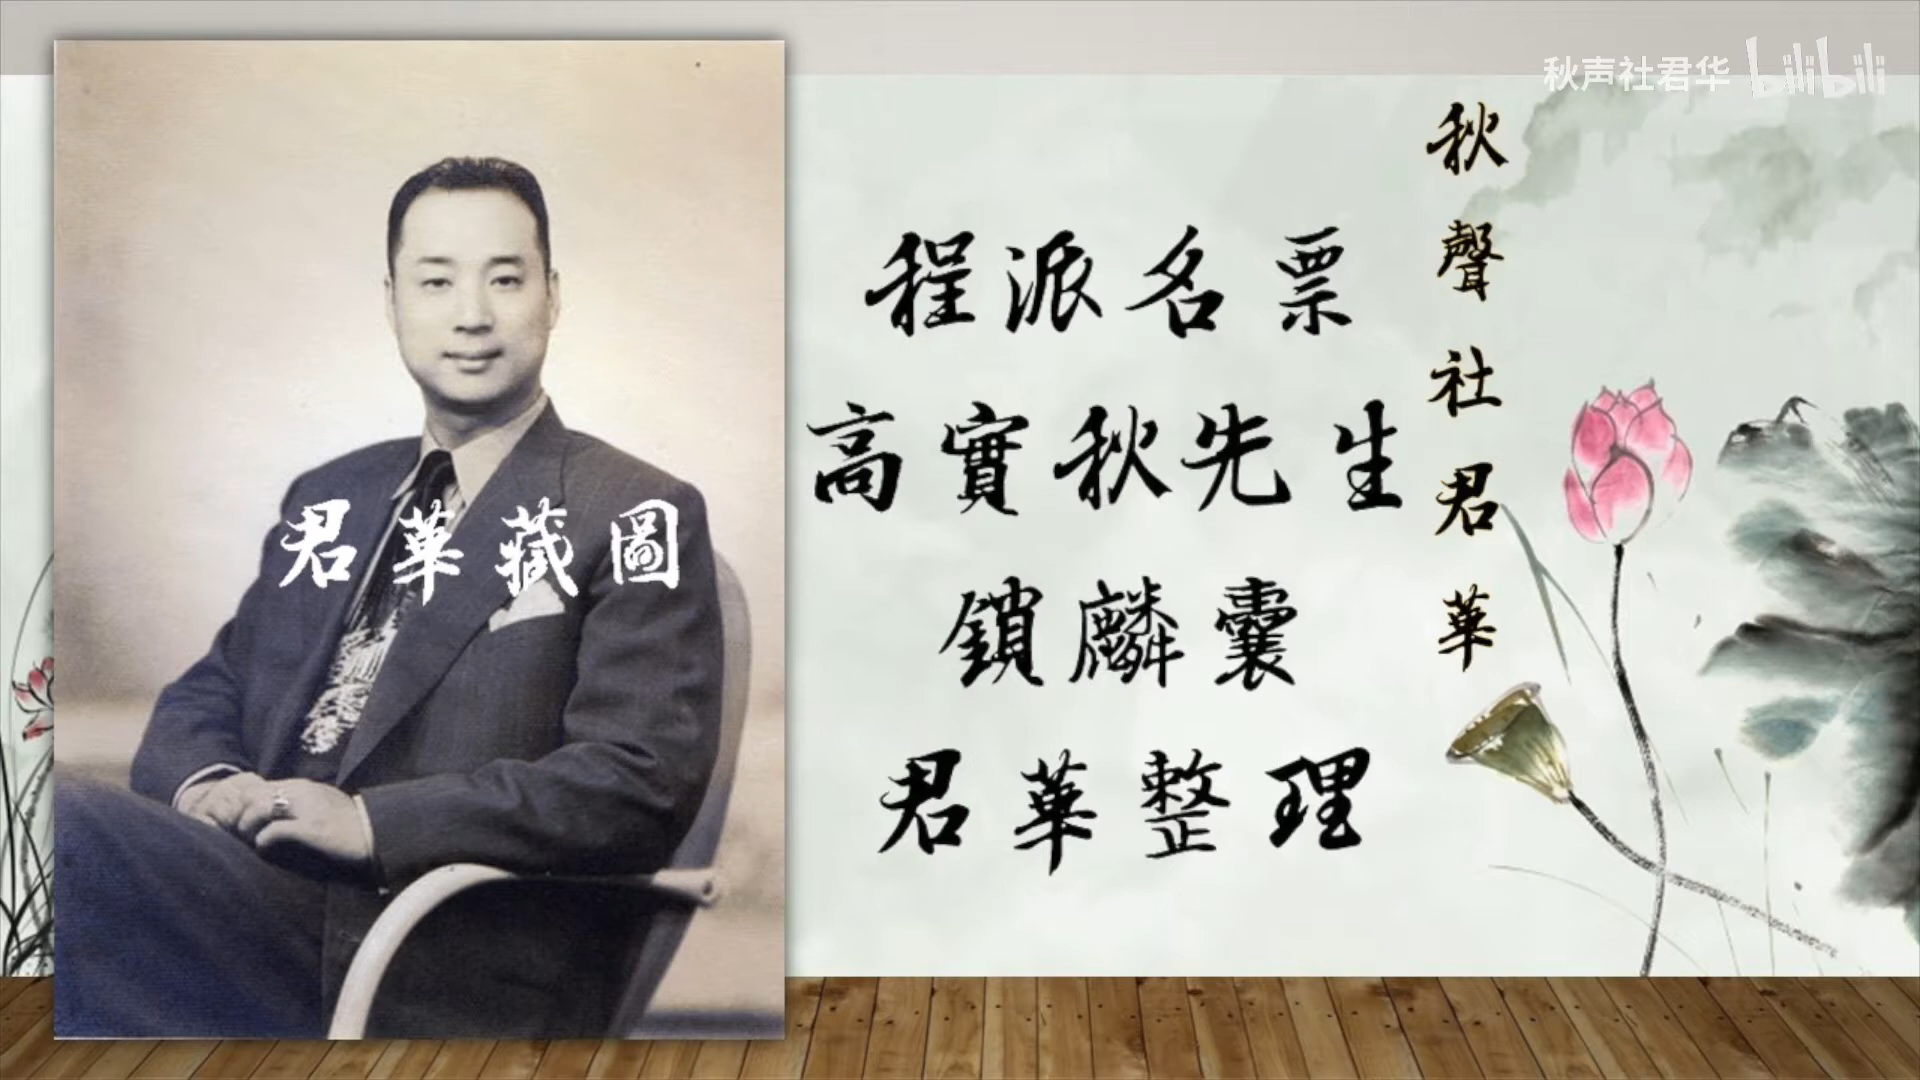 秋声社君华 bilibili
秋聲社君華
程派名票
高實秋先生
鎖麟囊
君華整理
君華藏圖